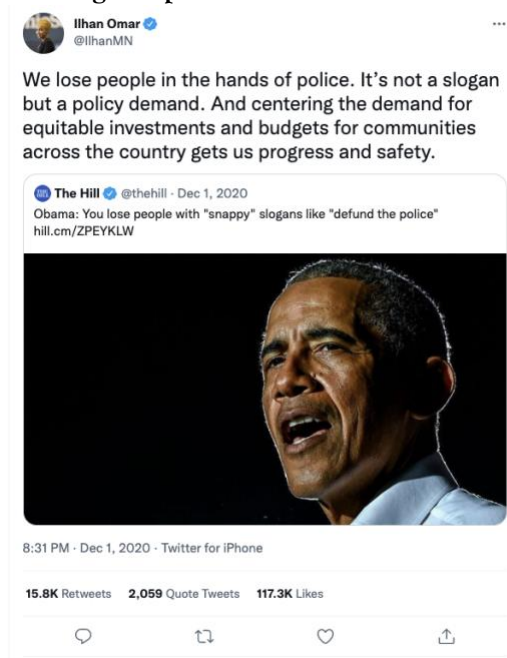 Ilhan Omar
@IlhanMN
We lose people in the hands of police. It's not a slogan
but a policy demand. And centering the demand for
equitable investments and budgets for communities
across the country gets us progress and safety.
The Hill @thehill · Dec 1, 2020
Obama: You lose people with "snappy" slogans like "defund the police"
hill.cm/ZPEYKLW
8:31 PM · Dec 1, 2020 · Twitter for iPhone
15.8K Retweets 2,059 Quote Tweets 117.3K Likes